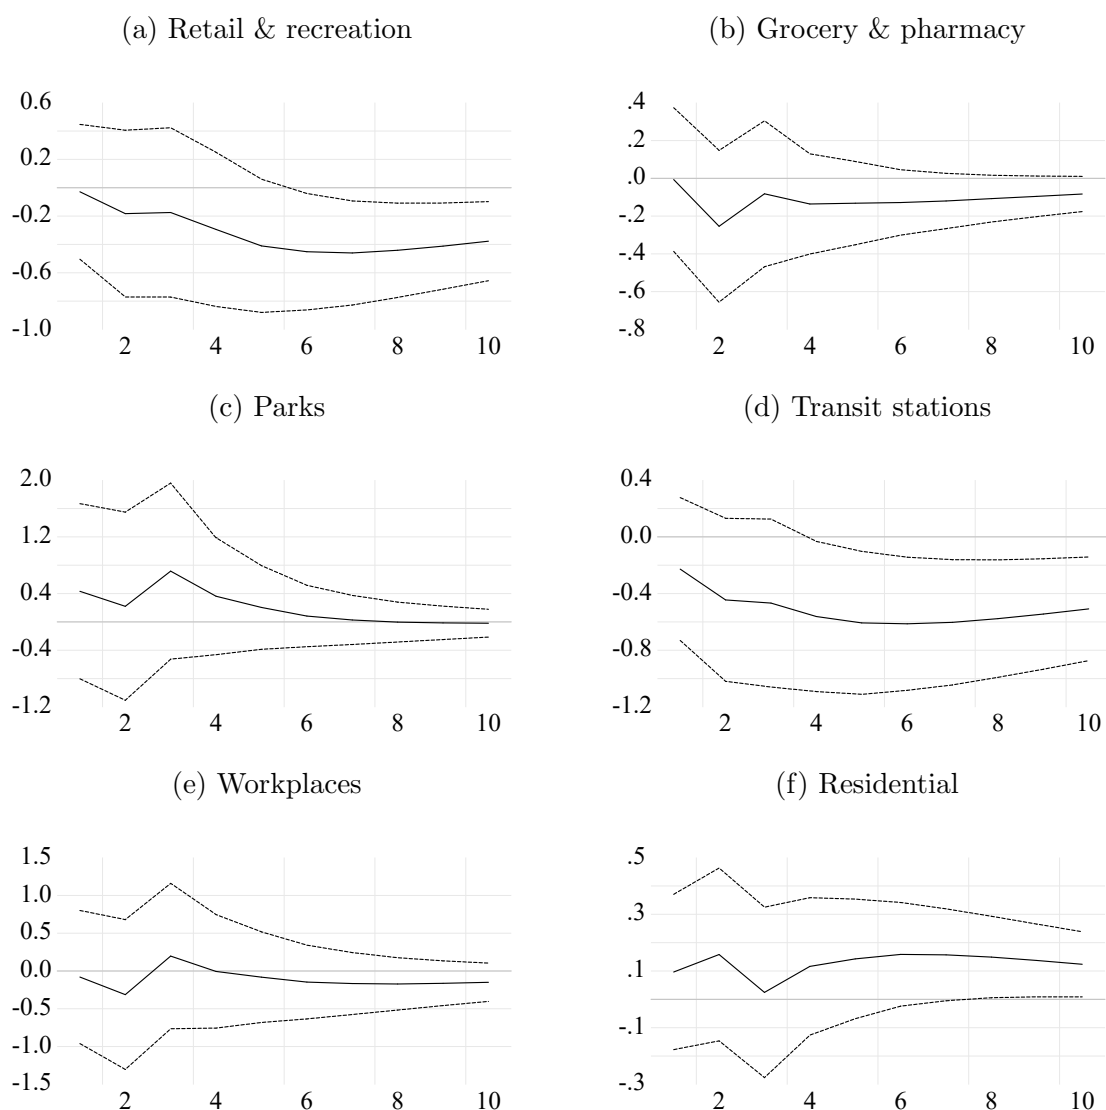 (a) Retail & recreation
0.6
0.2
-0.2
-0.6
-1.0
2 4 6 8 10
(b) Grocery & pharmacy
.4
.2
.0
-.2
-.4
-.6
-.8
2 4 6 8 10
(c) Parks
2.0
1.2
0.4
-0.4
-1.2
2 4 6 8 10
(d) Transit stations
0.4
0.0
-0.4
-0.8
-1.2
2 4 6 8 10
(e) Workplaces
1.5
1.0
0.5
0.0
-0.5
-1.0
-1.5
2 4 6 8 10
(f) Residential
.5
.3
.1
-.1
-.3
2 4 6 8 10